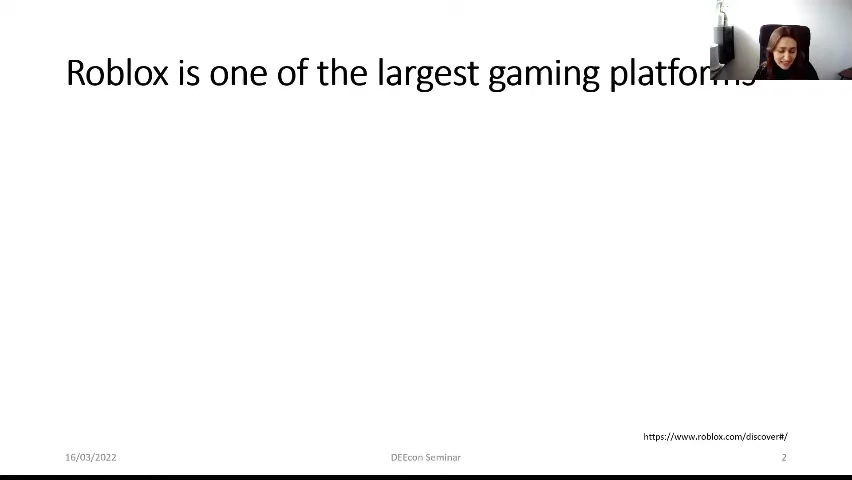 Roblox is one of the largest gaming platforms
https://www.roblox.com/discover#/
16/03/2022
DEEcon Seminar
2